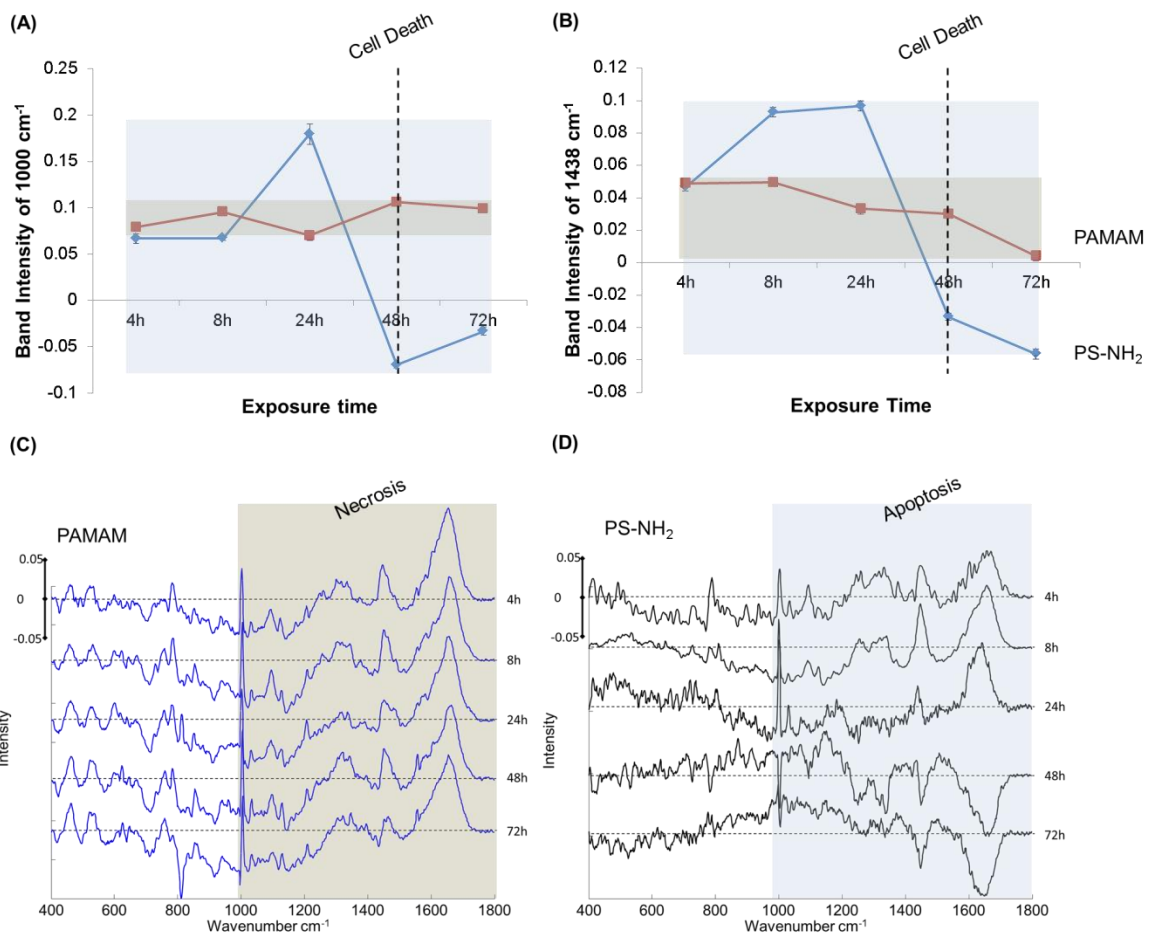 (A)
Cell Death
Band Intensity of 1000 cm⁻¹
0.25
0.2
0.15
0.1
0.05
0
-0.05
-0.1
4h 8h 24h 48h 72h
Exposure time
(B)
Cell Death
Band Intensity of 1438 cm⁻¹
0.12
0.1
0.08
0.06
0.04
0.02
0
-0.02
-0.04
-0.06
-0.08
4h 8h 24h 48h 72h
PAMAM
PS-NH₂
Exposure Time
(C)
Necrosis
PAMAM
0.05
0
-0.05
4h
8h
24h
48h
72h
Intensity
400 600 800 1000 1200 1400 1600 1800
Wavenumber cm⁻¹
(D)
Apoptosis
PS-NH₂
0.05
0
-0.05
4h
8h
24h
48h
72h
Intensity
400 600 800 1000 1200 1400 1600 1800
Wavenumber cm⁻¹